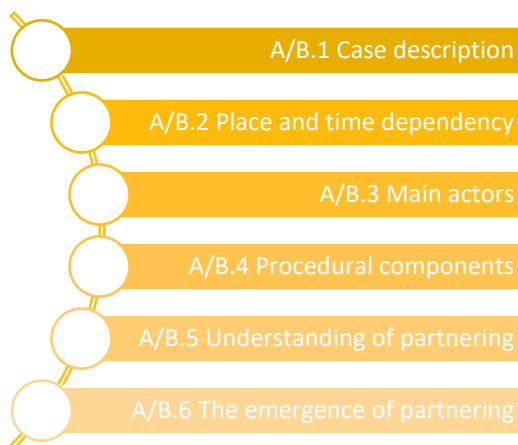 A/B.1 Case description
A/B.2 Place and time dependency
A/B.3 Main actors
A/B.4 Procedural components
A/B.5 Understanding of partnering
A/B.6 The emergence of partnering